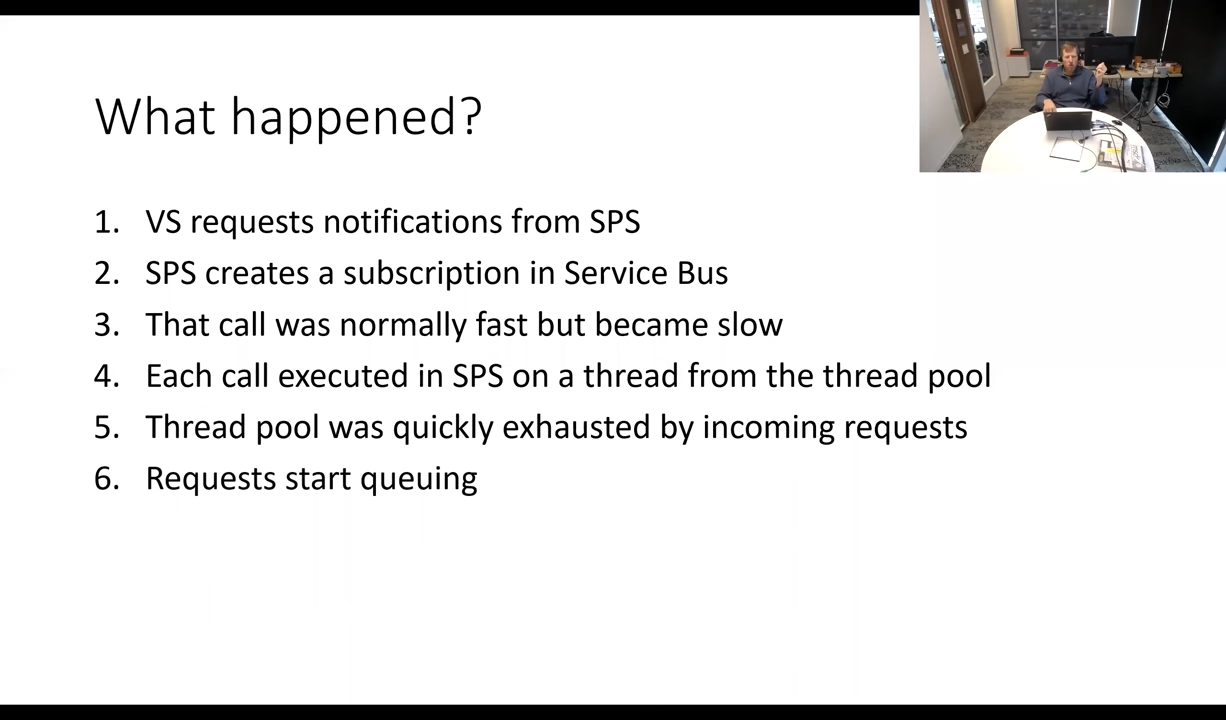 What happened?
1. VS requests notifications from SPS
2. SPS creates a subscription in Service Bus
3. That call was normally fast but became slow
4. Each call executed in SPS on a thread from the thread pool
5. Thread pool was quickly exhausted by incoming requests
6. Requests start queuing